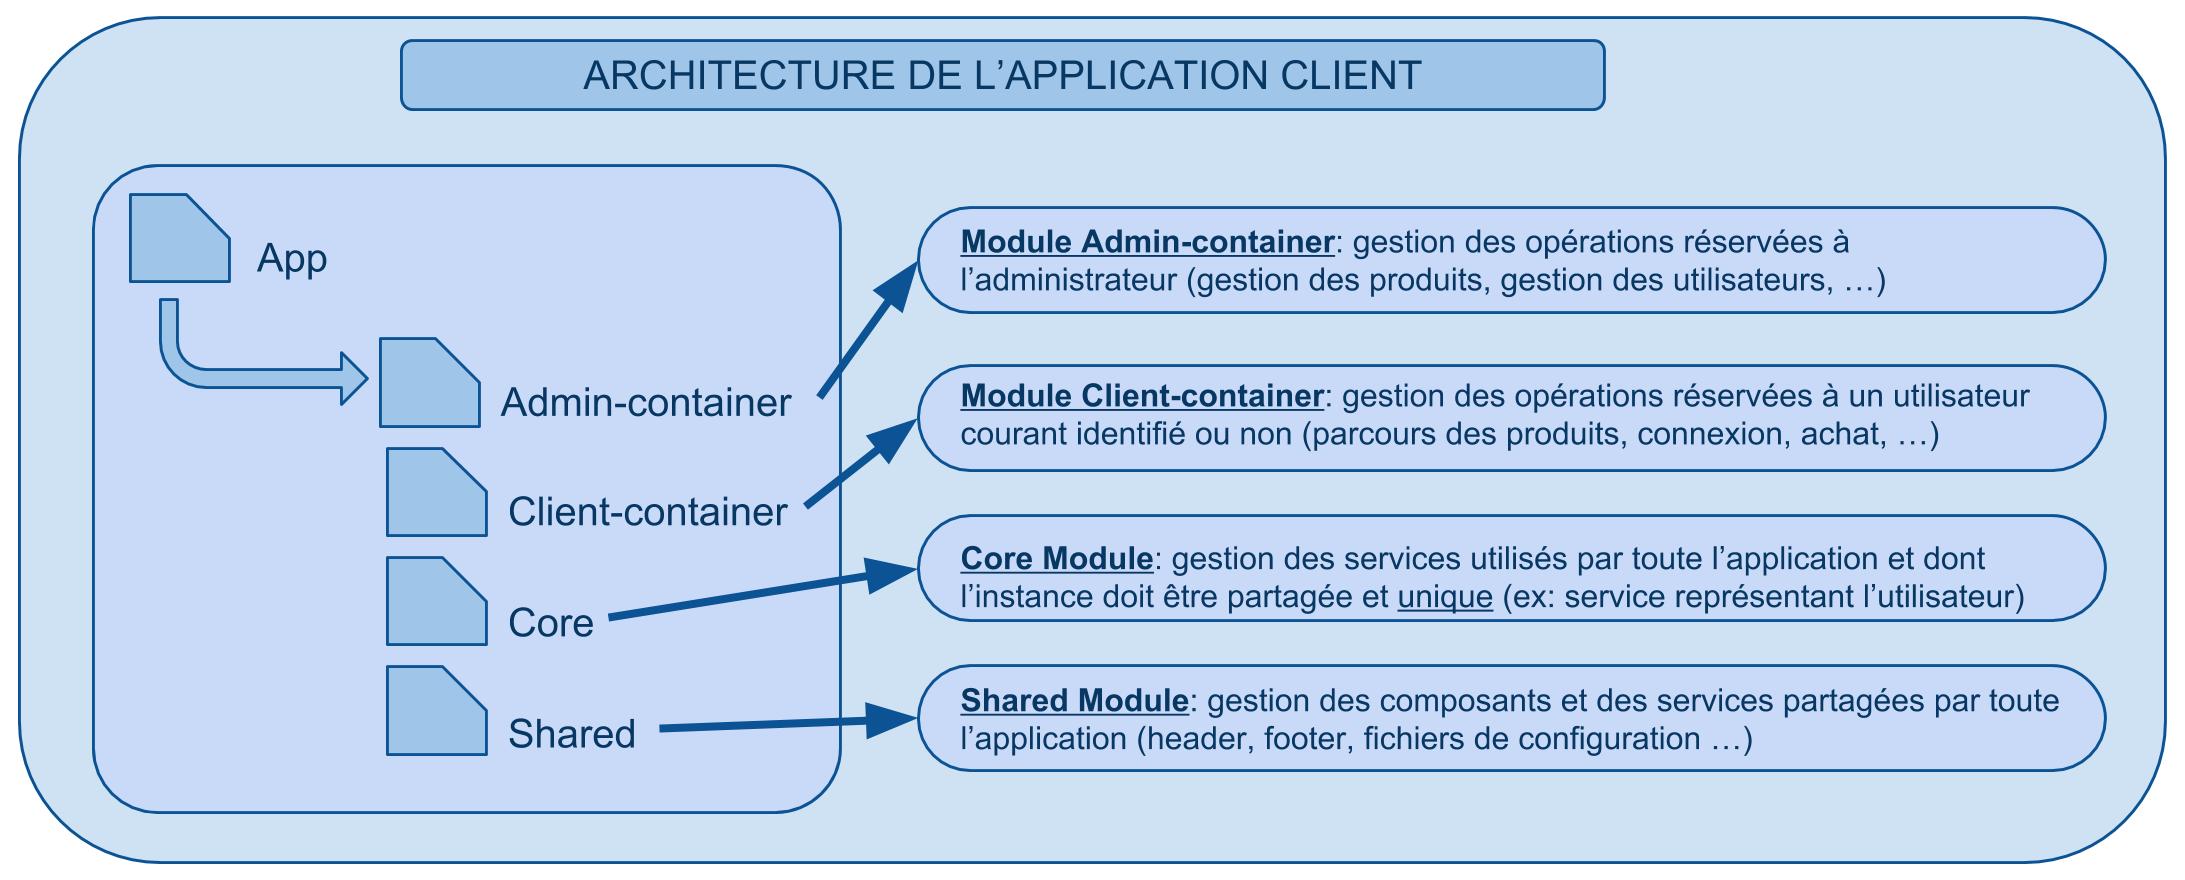 ARCHITECTURE DE L’APPLICATION CLIENT
App
Admin-container
Client-container
Core
Shared
Module Admin-container: gestion des opérations réservées à
l’administrateur (gestion des produits, gestion des utilisateurs, …)
Module Client-container: gestion des opérations réservées à un utilisateur
courant identifié ou non (parcours des produits, connexion, achat, …)
Core Module: gestion des services utilisés par toute l’application et dont
l’instance doit être partagée et unique (ex: service représentant l’utilisateur)
Shared Module: gestion des composants et des services partagées par toute
l’application (header, footer, fichiers de configuration …)